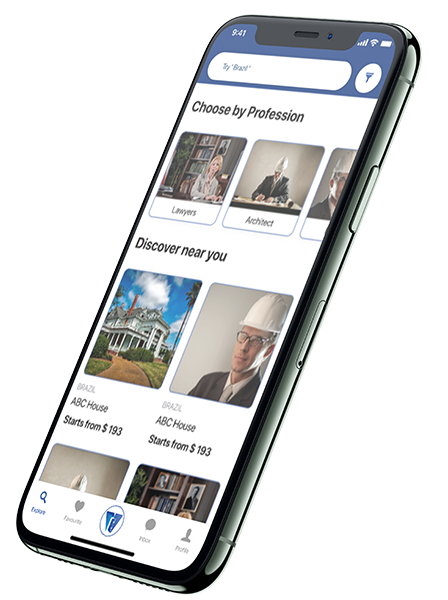 9:41
Try "Brazil"
Choose by Profession
Lawyers
Architect
Discover near you
BRAZIL
ABC House
Starts from $ 193
BRAZIL
ABC House
Starts from $ 193
Explore
Favourite
Inbox
Profile